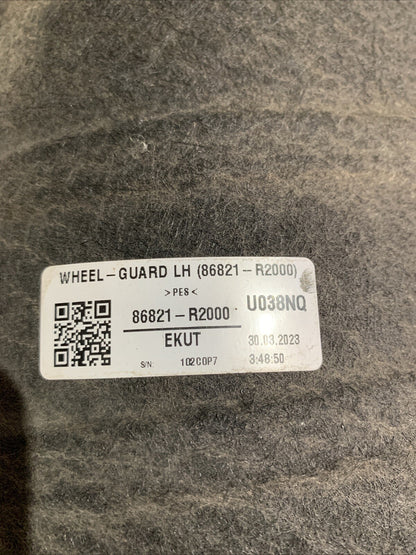 WHEEL-GUARD LH (86821-R2000)
>PES<
86821-R2000 U038NQ
EKUT 30.03.2023
S/N: 102C0P7 3:48:50